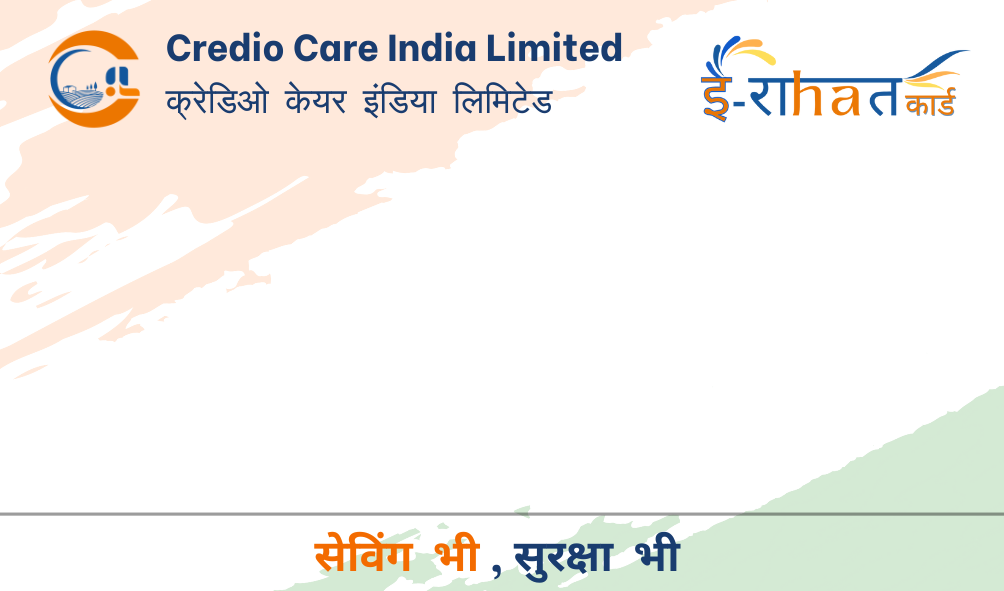 Credio Care India Limited
क्रेडिओ केयर इंडिया लिमिटेड
इ-राhaत कार्ड
सेविंग भी , सुरक्षा भी